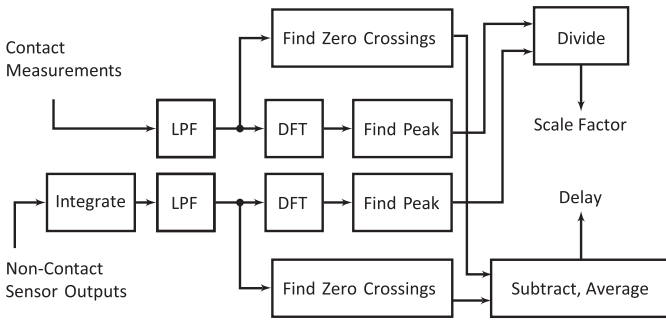 Find Zero Crossings
Divide
Contact
Measurements
LPF
DFT
Find Peak
Scale Factor
Integrate
LPF
DFT
Find Peak
Delay
Non-Contact
Sensor Outputs
Find Zero Crossings
Subtract, Average